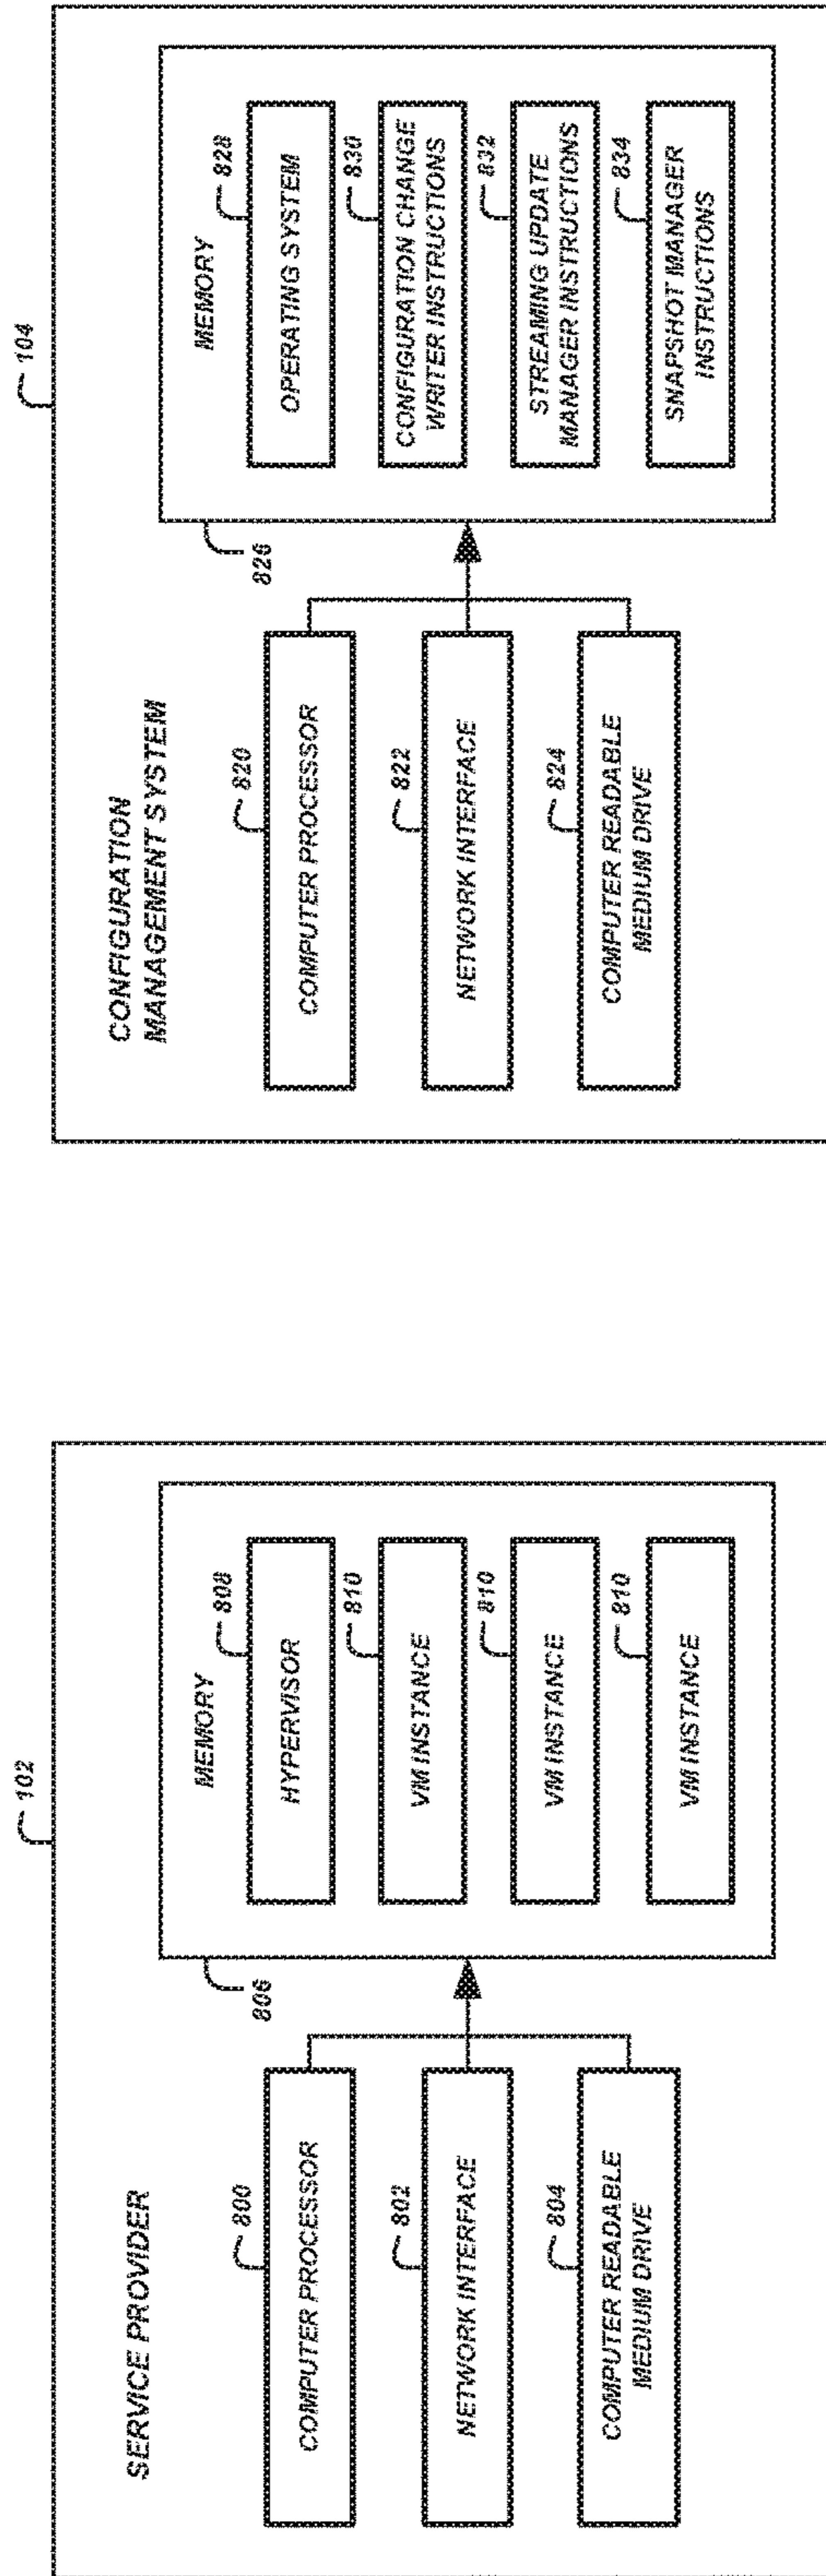 102
SERVICE PROVIDER
800
COMPUTER PROCESSOR
802
NETWORK INTERFACE
804
COMPUTER READABLE
MEDIUM DRIVE
806
MEMORY
808
HYPERVISOR
810
VM INSTANCE
810
VM INSTANCE
810
VM INSTANCE
104
CONFIGURATION
MANAGEMENT SYSTEM
820
COMPUTER PROCESSOR
822
NETWORK INTERFACE
824
COMPUTER READABLE
MEDIUM DRIVE
826
MEMORY
828
OPERATING SYSTEM
830
CONFIGURATION CHANGE
WRITER INSTRUCTIONS
832
STREAMING UPDATE
MANAGER INSTRUCTIONS
834
SNAPSHOT MANAGER
INSTRUCTIONS